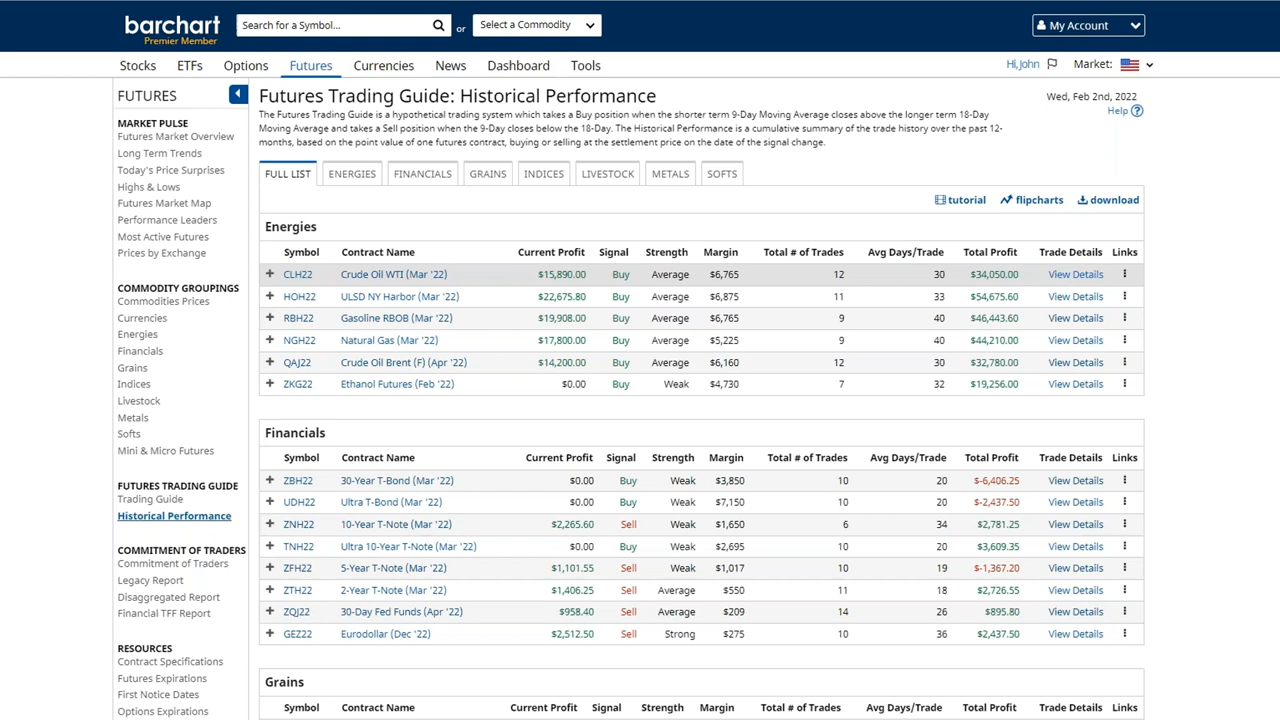 barchart
Premier Member
Search for a Symbol...
or
Select a Commodity
My Account
Stocks ETFs Options Futures Currencies News Dashboard Tools
Hi, John
Market:
FUTURES
MARKET PULSE
Futures Market Overview
Long Term Trends
Today's Price Surprises
Highs & Lows
Futures Market Map
Performance Leaders
Most Active Futures
Prices by Exchange
COMMODITY GROUPINGS
Commodities Prices
Currencies
Energies
Financials
Grains
Indices
Livestock
Metals
Softs
Mini & Micro Futures
FUTURES TRADING GUIDE
Trading Guide
Historical Performance
COMMITMENT OF TRADERS
Commitment of Traders
Legacy Report
Disaggregated Report
Financial TFF Report
RESOURCES
Contract Specifications
Futures Expirations
First Notice Dates
Options Expirations
Futures Trading Guide: Historical Performance
Wed, Feb 2nd, 2022
Help ?
The Futures Trading Guide is a hypothetical trading system which takes a Buy position when the shorter term 9-Day Moving Average closes above the longer term 18-Day
Moving Average and takes a Sell position when the 9-Day closes below the 18-Day. The Historical Performance is a cumulative summary of the trade history over the past 12-
months, based on the point value of one futures contract, buying or selling at the settlement price on the date of the signal change.
FULL LIST ENERGIES FINANCIALS GRAINS INDICES LIVESTOCK METALS SOFTS
tutorial flipcharts download
Energies
Symbol Contract Name Current Profit Signal Strength Margin Total # of Trades Avg Days/Trade Total Profit Trade Details Links
+ CLH22 Crude Oil WTI (Mar '22) $15,890.00 Buy Average $6,765 12 30 $34,050.00 View Details
+ HOH22 ULSD NY Harbor (Mar '22) $22,675.80 Buy Average $6,875 11 33 $54,675.60 View Details
+ RBH22 Gasoline RBOB (Mar '22) $19,908.00 Buy Average $6,765 9 40 $46,443.60 View Details
+ NGH22 Natural Gas (Mar '22) $17,800.00 Buy Average $5,225 9 40 $44,210.00 View Details
+ QAJ22 Crude Oil Brent (F) (Apr '22) $14,200.00 Buy Average $6,160 12 30 $32,780.00 View Details
+ ZKG22 Ethanol Futures (Feb '22) $0.00 Buy Weak $4,730 7 32 $19,256.00 View Details
Financials
Symbol Contract Name Current Profit Signal Strength Margin Total # of Trades Avg Days/Trade Total Profit Trade Details Links
+ ZBH22 30-Year T-Bond (Mar '22) $0.00 Buy Weak $3,850 10 20 $-6,406.25 View Details
+ UDH22 Ultra T-Bond (Mar '22) $0.00 Buy Weak $7,150 10 20 $-2,437.50 View Details
+ ZNH22 10-Year T-Note (Mar '22) $2,265.60 Sell Weak $1,650 6 34 $2,781.25 View Details
+ TNH22 Ultra 10-Year T-Note (Mar '22) $0.00 Buy Weak $2,695 10 20 $3,609.35 View Details
+ ZFH22 5-Year T-Note (Mar '22) $1,101.55 Sell Weak $1,017 10 19 $-1,367.20 View Details
+ ZTH22 2-Year T-Note (Mar '22) $1,406.25 Sell Average $550 11 18 $2,726.55 View Details
+ ZQJ22 30-Day Fed Funds (Apr '22) $958.40 Sell Average $209 14 26 $895.80 View Details
+ GEZ22 Eurodollar (Dec '22) $2,512.50 Sell Strong $275 10 36 $2,437.50 View Details
Grains
Symbol Contract Name Current Profit Signal Strength Margin Total # of Trades Avg Days/Trade Total Profit Trade Details Links